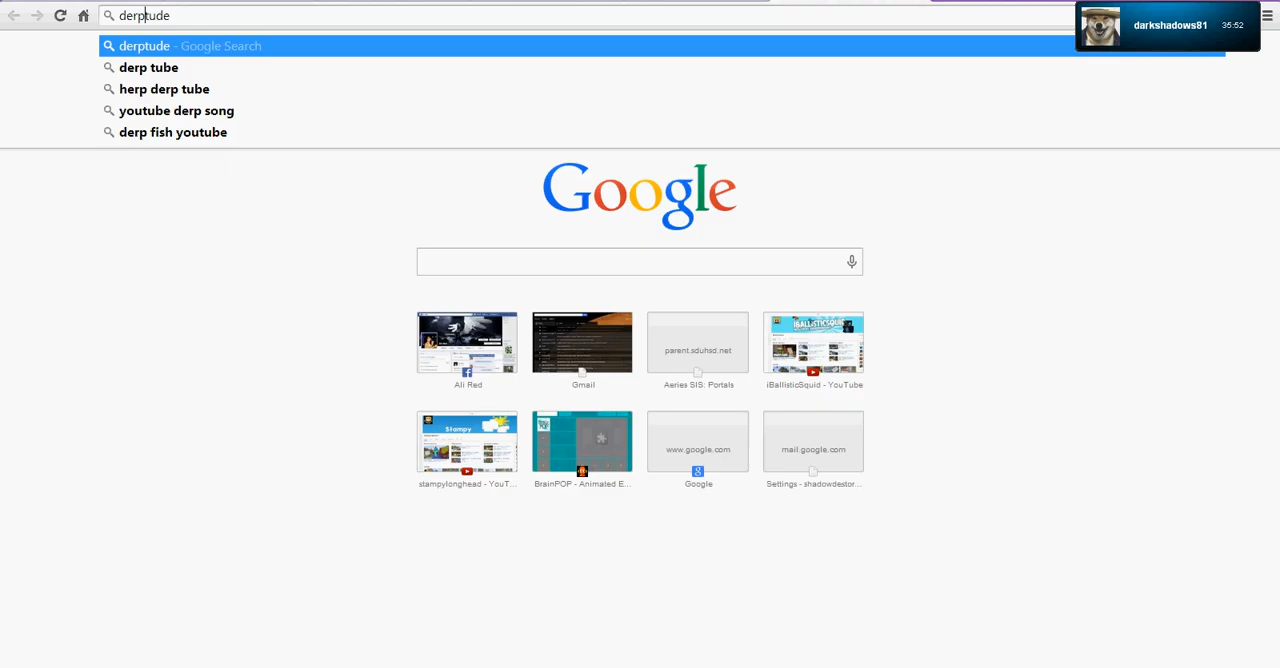 derptude
darkshadows81 35:52
derptude - Google Search
derp tube
herp derp tube
youtube derp song
derp fish youtube
Google
parent.sduhsd.net
iBALLISTICSQUID
Ali Red
Gmail
Aeries SIS: Portals
iBallisticSquid - YouTube
Stampy
www.google.com
mail.google.com
stampylonghead - YouT...
BrainPOP - Animated E...
Google
Settings - shadowdestor...